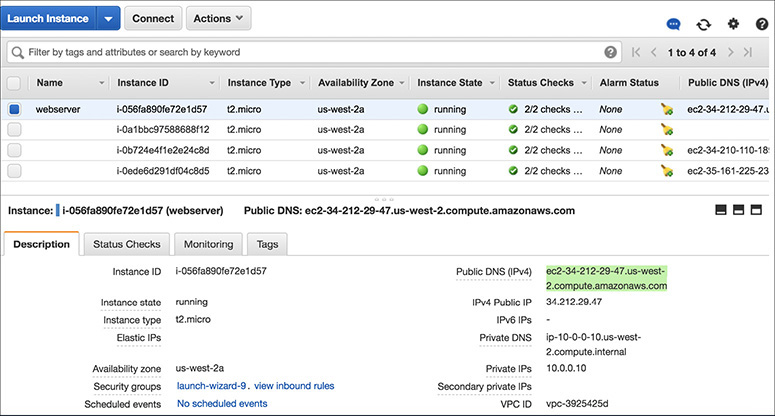 Launch Instance Connect Actions
Filter by tags and attributes or search by keyword 1 to 4 of 4
Name Instance ID Instance Type Availability Zone Instance State Status Checks Alarm Status Public DNS (IPv4)
webserver i-056fa890fe72e1d57 t2.micro us-west-2a running 2/2 checks ... None ec2-34-212-29-47.u
i-0a1bbc97588688f12 t2.micro us-west-2a running 2/2 checks ... None
i-0b724e4f1e2e24c8d t2.micro us-west-2a running 2/2 checks ... None ec2-34-210-110-18
i-0ede6d291df04c8d5 t2.micro us-west-2a running 2/2 checks ... None ec2-35-161-225-23
Instance: i-056fa890fe72e1d57 (webserver) Public DNS: ec2-34-212-29-47.us-west-2.compute.amazonaws.com
Description Status Checks Monitoring Tags
Instance ID i-056fa890fe72e1d57 Public DNS (IPv4) ec2-34-212-29-47.us-west-
2.compute.amazonaws.com
Instance state running IPv4 Public IP 34.212.29.47
Instance type t2.micro IPv6 IPs -
Elastic IPs Private DNS ip-10-0-0-10.us-west-
2.compute.internal
Availability zone us-west-2a Private IPs 10.0.0.10
Security groups launch-wizard-9. view inbound rules Secondary private IPs
Scheduled events No scheduled events VPC ID vpc-3925425d